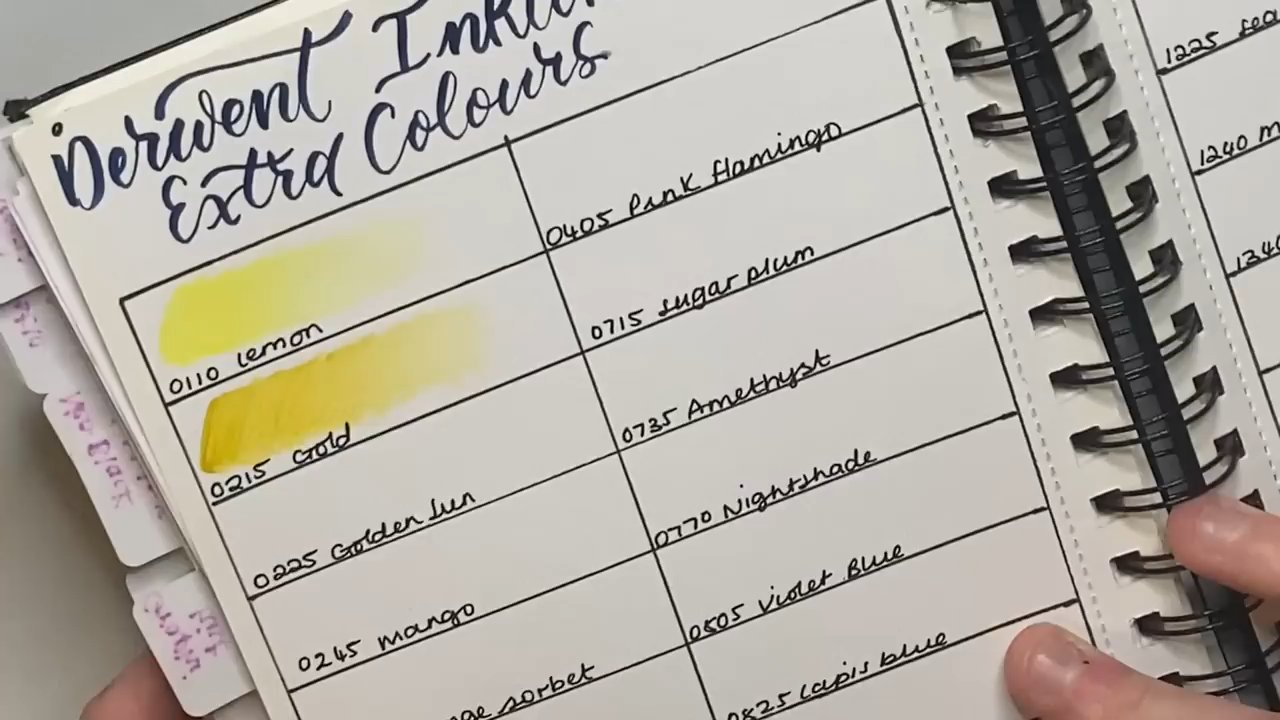 Derwent
Extra Colours
0110 Lemon
0215 Gold
0225 Golden Sun
0245 mango
sorbet
0405 Pink flamingo
0715 sugar plum
0735 Amethyst
0770 Nightshade
0805 Violet Blue
0825 Lapis blue
1225
1240